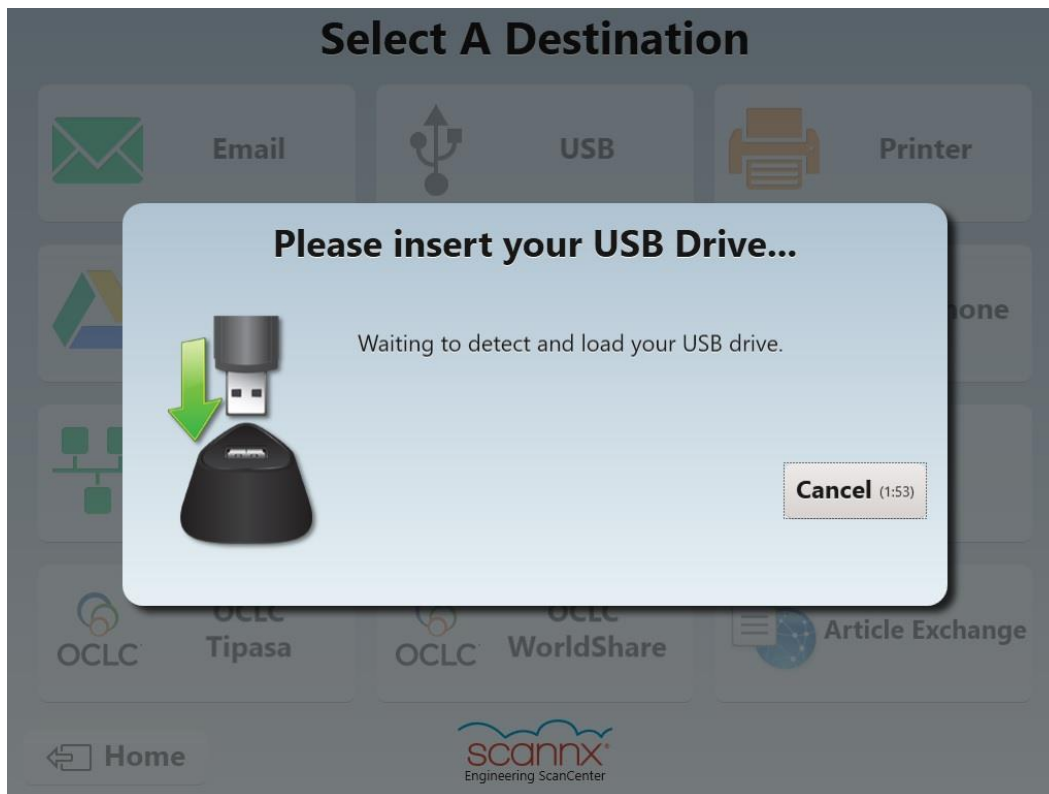 Select A Destination
Email
USB
Printer
Please insert your USB Drive...
Waiting to detect and load your USB drive.
Cancel (1:53)
OCLC
OCLC
Tipasa
OCLC
OCLC
WorldShare
Article Exchange
Home
scannx
Engineering ScanCenter